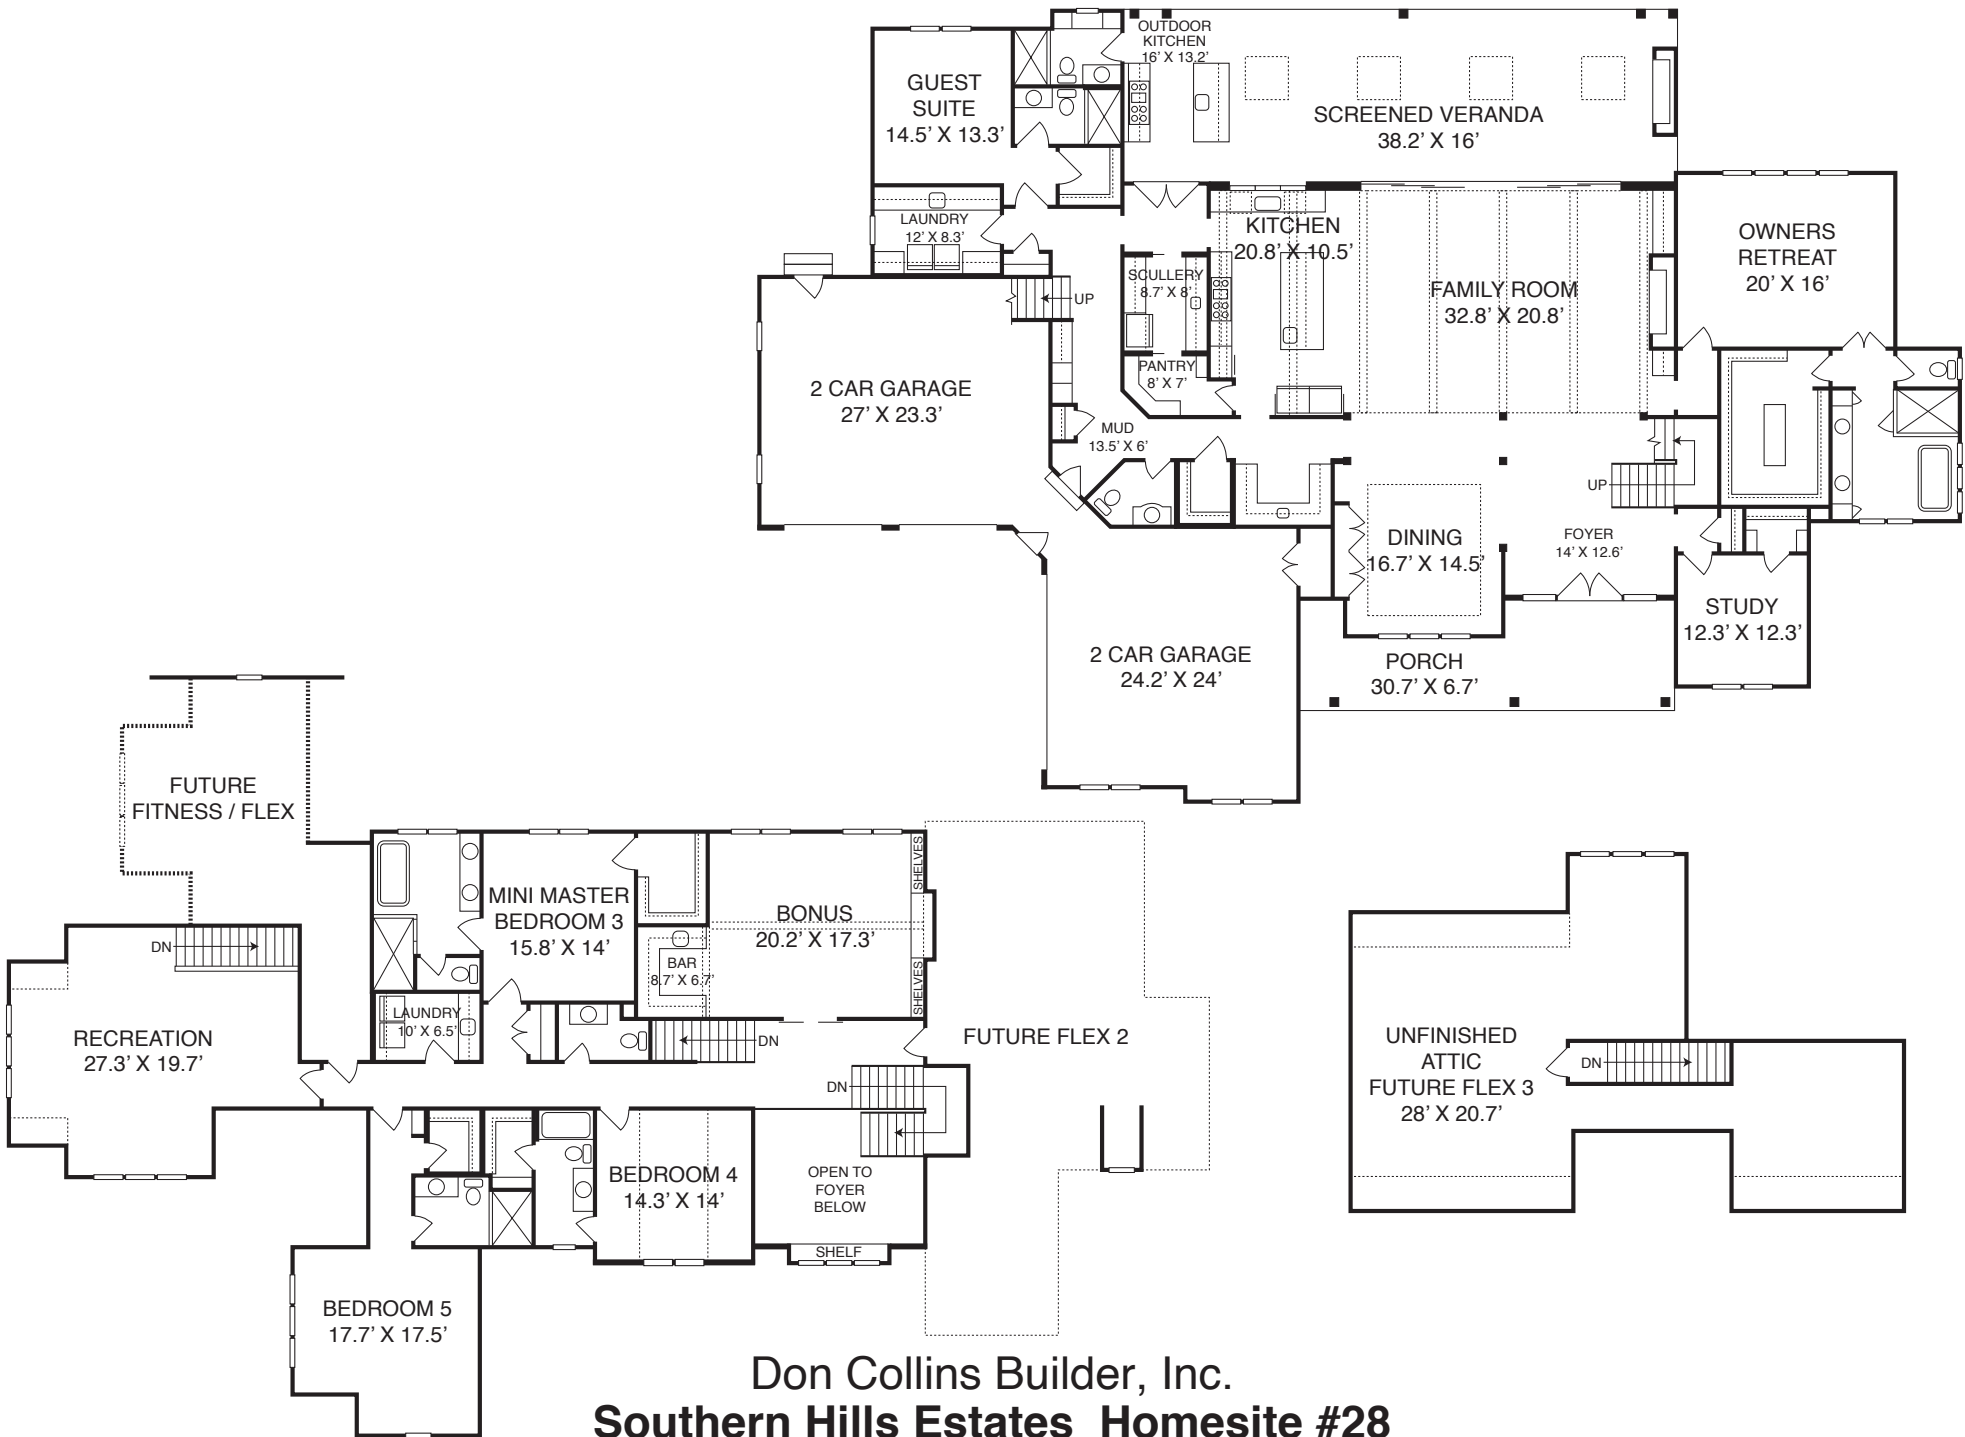 OUTDOOR
KITCHEN
16’ X 13.2’
GUEST
SUITE
14.5’ X 13.3’
SCREENED VERANDA
38.2’ X 16’
LAUNDRY
12’ X 8.3’
KITCHEN
20.8’ X 10.5’
OWNERS
RETREAT
20’ X 16’
SCULLERY
8.7’ X 8’
UP
FAMILY ROOM
32.8’ X 20.8’
PANTRY
8’ X 7’
2 CAR GARAGE
27’ X 23.3’
MUD
13.5’ X 6’
UP
DINING
16.7’ X 14.5’
FOYER
14’ X 12.6’
STUDY
12.3’ X 12.3’
2 CAR GARAGE
24.2’ X 24’
PORCH
30.7’ X 6.7’
FUTURE
FITNESS / FLEX
MINI MASTER
BEDROOM 3
15.8’ X 14’
BONUS
20.2’ X 17.3’
SHELVES
SHELVES
DN
BAR
8.7’ X 6.7’
LAUNDRY
10’ X 6.5’
RECREATION
27.3’ X 19.7’
DN
FUTURE FLEX 2
DN
BEDROOM 4
14.3’ X 14’
OPEN TO
FOYER
BELOW
SHELF
BEDROOM 5
17.7’ X 17.5’
UNFINISHED
ATTIC
FUTURE FLEX 3
28’ X 20.7’
DN
Don Collins Builder, Inc.
Southern Hills Estates Homesite #28